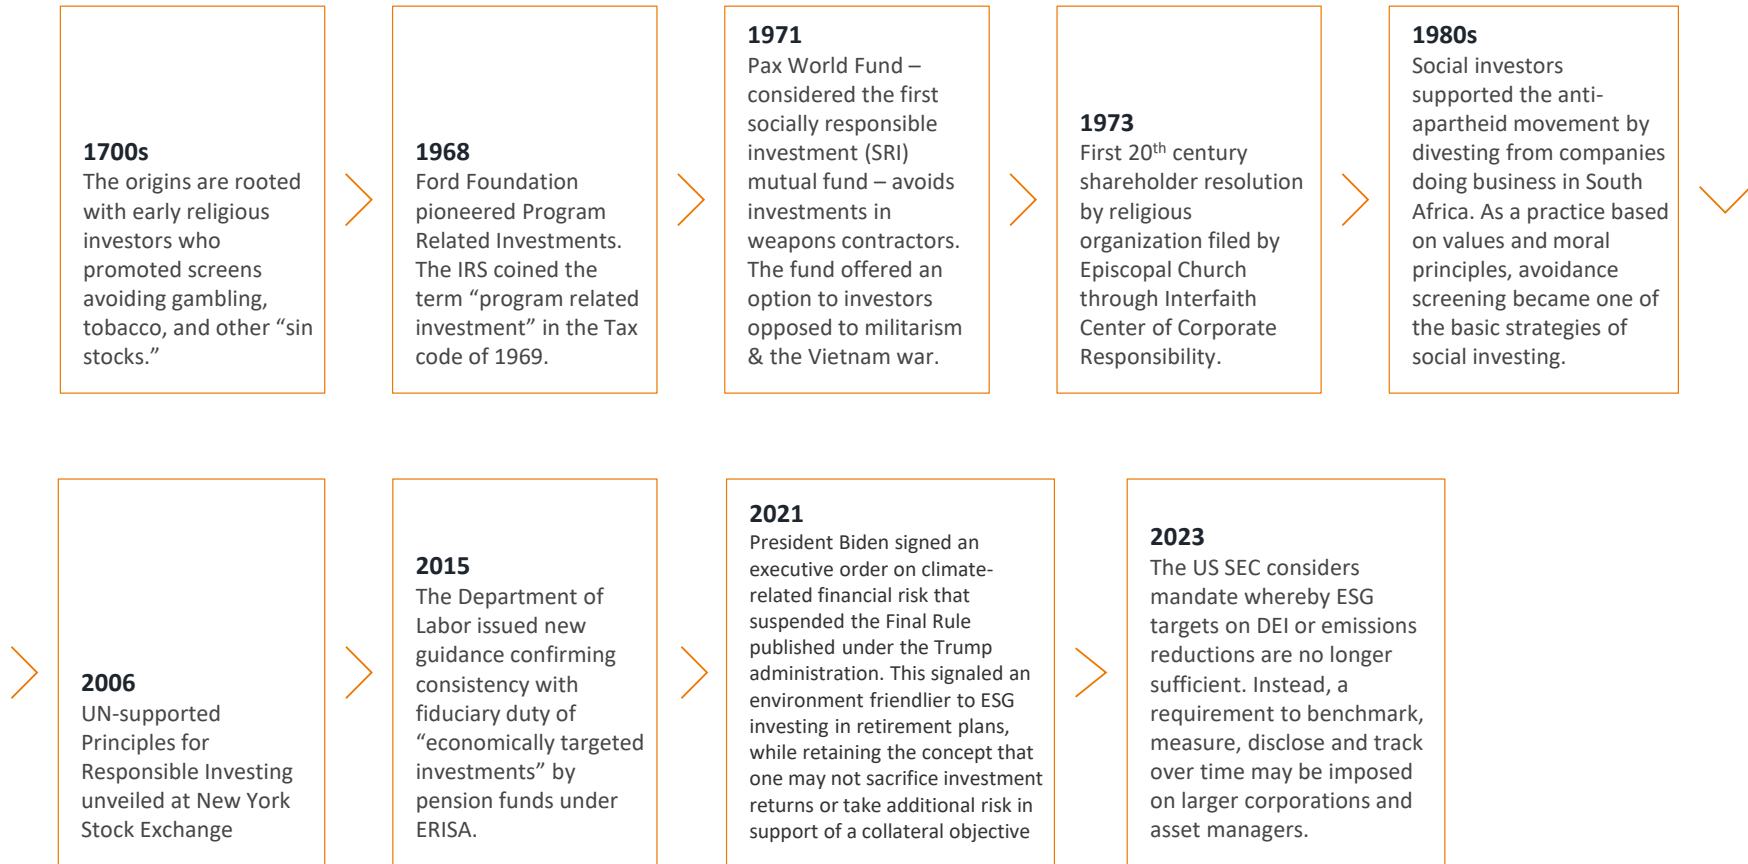 1700s
The origins are rooted
with early religious
investors who
promoted screens
avoiding gambling,
tobacco, and other “sin
stocks.”
1968
Ford Foundation
pioneered Program
Related Investments.
The IRS coined the
term “program related
investment” in the Tax
code of 1969.
1971
Pax World Fund –
considered the first
socially responsible
investment (SRI)
mutual fund – avoids
investments in
weapons contractors.
The fund offered an
option to investors
opposed to militarism
& the Vietnam war.
1973
First 20th century
shareholder resolution
by religious
organization filed by
Episcopal Church
through Interfaith
Center of Corporate
Responsibility.
1980s
Social investors
supported the anti-
apartheid movement by
divesting from companies
doing business in South
Africa. As a practice based
on values and moral
principles, avoidance
screening became one of
the basic strategies of
social investing.
2006
UN-supported
Principles for
Responsible Investing
unveiled at New York
Stock Exchange
2015
The Department of
Labor issued new
guidance confirming
consistency with
fiduciary duty of
“economically targeted
investments” by
pension funds under
ERISA.
2021
President Biden signed an
executive order on climate-
related financial risk that
suspended the Final Rule
published under the Trump
administration. This signaled an
environment friendlier to ESG
investing in retirement plans,
while retaining the concept that
one may not sacrifice investment
returns or take additional risk in
support of a collateral objective
2023
The US SEC considers
mandate whereby ESG
targets on DEI or emissions
reductions are no longer
sufficient. Instead, a
requirement to benchmark,
measure, disclose and track
over time may be imposed
on larger corporations and
asset managers.